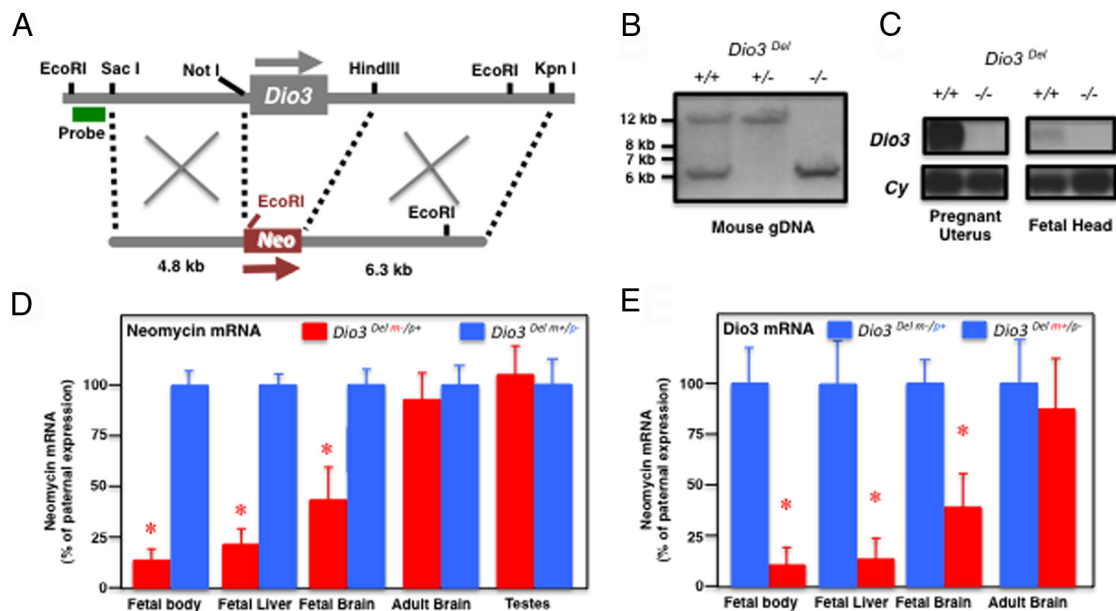 A
EcoRI Sac I Not I HindIII EcoRI Kpn I
Dio3
Probe
EcoRI
EcoRI
Neo
4.8 kb 6.3 kb
B
Dio3 Del
+/+ +/- -/-
12 kb
8 kb
7 kb
6 kb
Mouse gDNA
C
Dio3 Del
+/+ -/- +/+ -/-
Dio3
Cy
Pregnant
Uterus
Fetal Head
D
Neomycin mRNA Dio3 Del m-/p+ Dio3 Del m+/p-
Neomycin mRNA
(% of paternal expression)
100
75
50
25
0
* * *
Fetal body Fetal Liver Fetal Brain Adult Brain Testes
E
Dio3 mRNA Dio3 Del m-/p+ Dio3 Del m+/p-
Neomycin mRNA
(% of paternal expression)
100
75
50
25
0
* * *
Fetal body Fetal Liver Fetal Brain Adult Brain